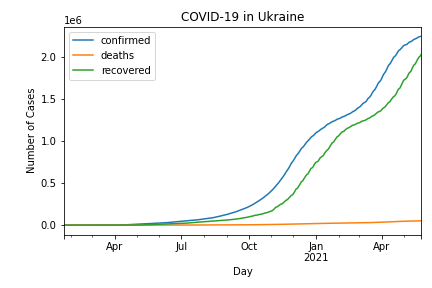 COVID-19 in Ukraine
1e6
confirmed
deaths
recovered
2.0
1.5
1.0
0.5
0.0
Number of Cases
Apr
Jul
Oct
Jan
2021
Apr
Day